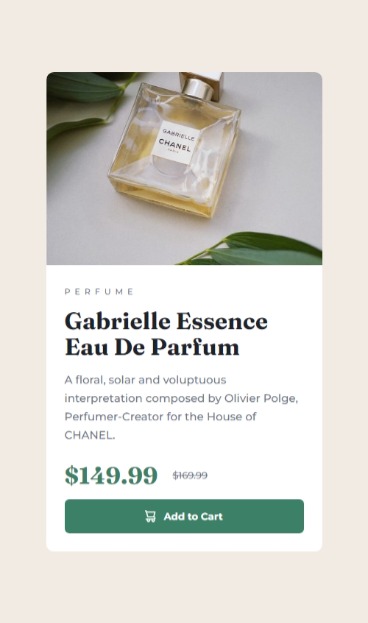 GABRIELLE
CHANEL
PARIS
PERFUME
Gabrielle Essence
Eau De Parfum
A floral, solar and voluptuous
interpretation composed by Olivier Polge,
Perfumer-Creator for the House of
CHANEL.
$149.99 $169.99
Add to Cart